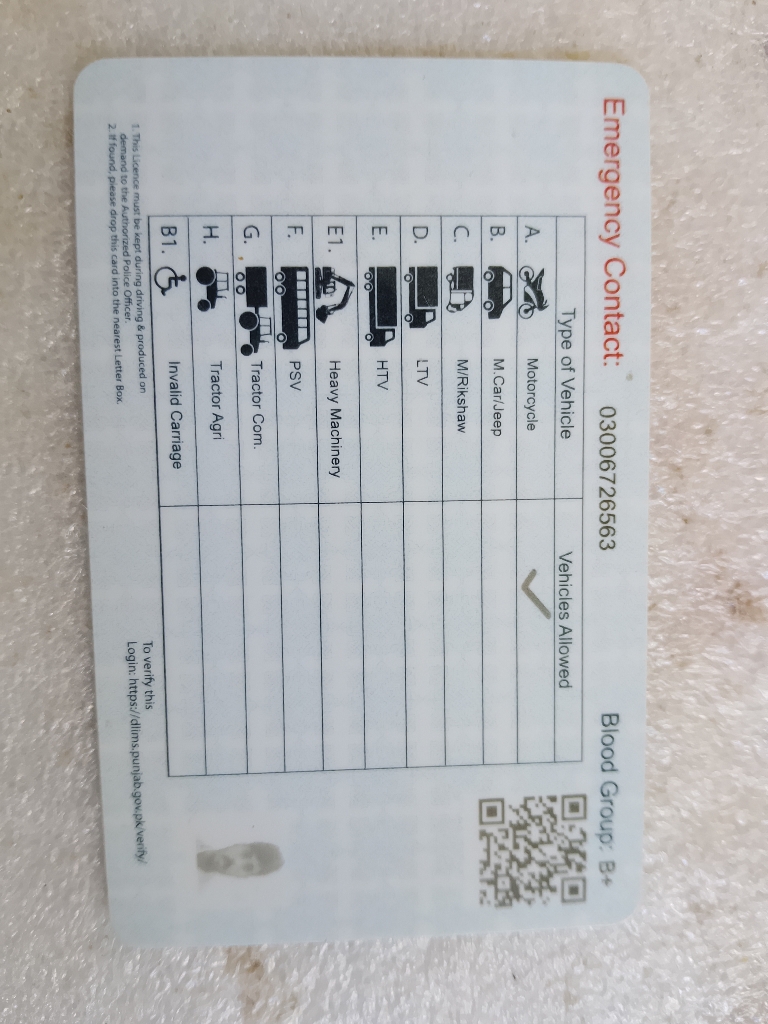 Emergency Contact: 03006726563 Blood Group: B+
Type of Vehicle Vehicles Allowed
A. Motorcycle
B. M.Car/Jeep
C. M/Rikshaw
D. LTV
E. HTV
E1. Heavy Machinery
F. PSV
G. Tractor Com.
H. Tractor Agri
B1. Invalid Carriage
1. This Licence must be kept during driving & produced on
demand to the Authorized Police Officer.
2. If found, please drop this card into the nearest Letter Box.
To verify this
Login: https://dlims.punjab.gov.pk/verify/